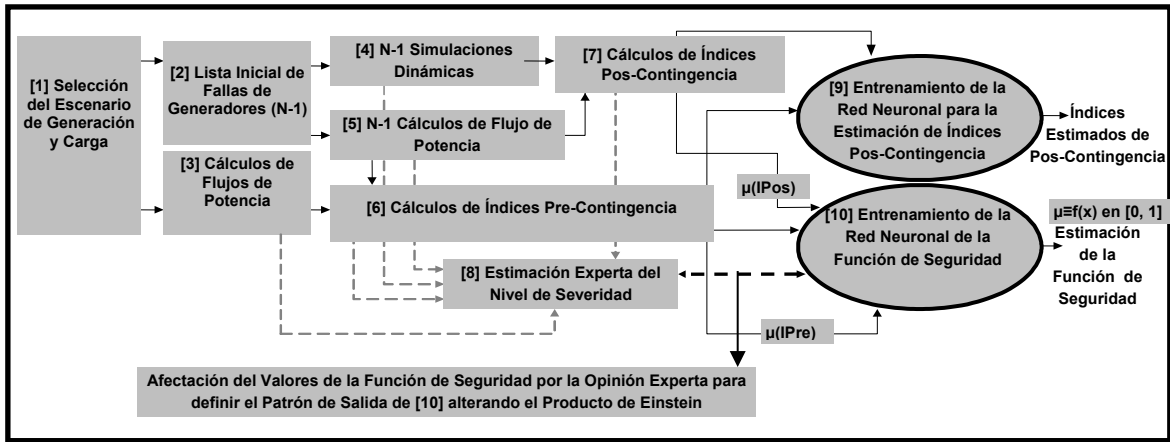 [1] Selección
del Escenario
de Generación
y Carga
[2] Lista Inicial de
Fallas de
Generadores (N-1)
[3] Cálculos de
Flujos de
Potencia
[4] N-1 Simulaciones
Dinámicas
[5] N-1 Cálculos de Flujo de
Potencia
[6] Cálculos de Índices Pre-Contingencia
[7] Cálculos de Índices
Pos-Contingencia
[8] Estimación Experta del
Nivel de Severidad
[9] Entrenamiento de la
Red Neuronal para la
Estimación de Índices
Pos-Contingencia
Índices
Estimados de
Pos-Contingencia
µ(IPos)
[10] Entrenamiento de la
Red Neuronal de la
Función de Seguridad
µ≡f(x) en [0, 1]
Estimación
de la
Función de
Seguridad
µ(IPre)
Afectación del Valores de la Función de Seguridad por la Opinión Experta para
definir el Patrón de Salida de [10] alterando el Producto de Einstein